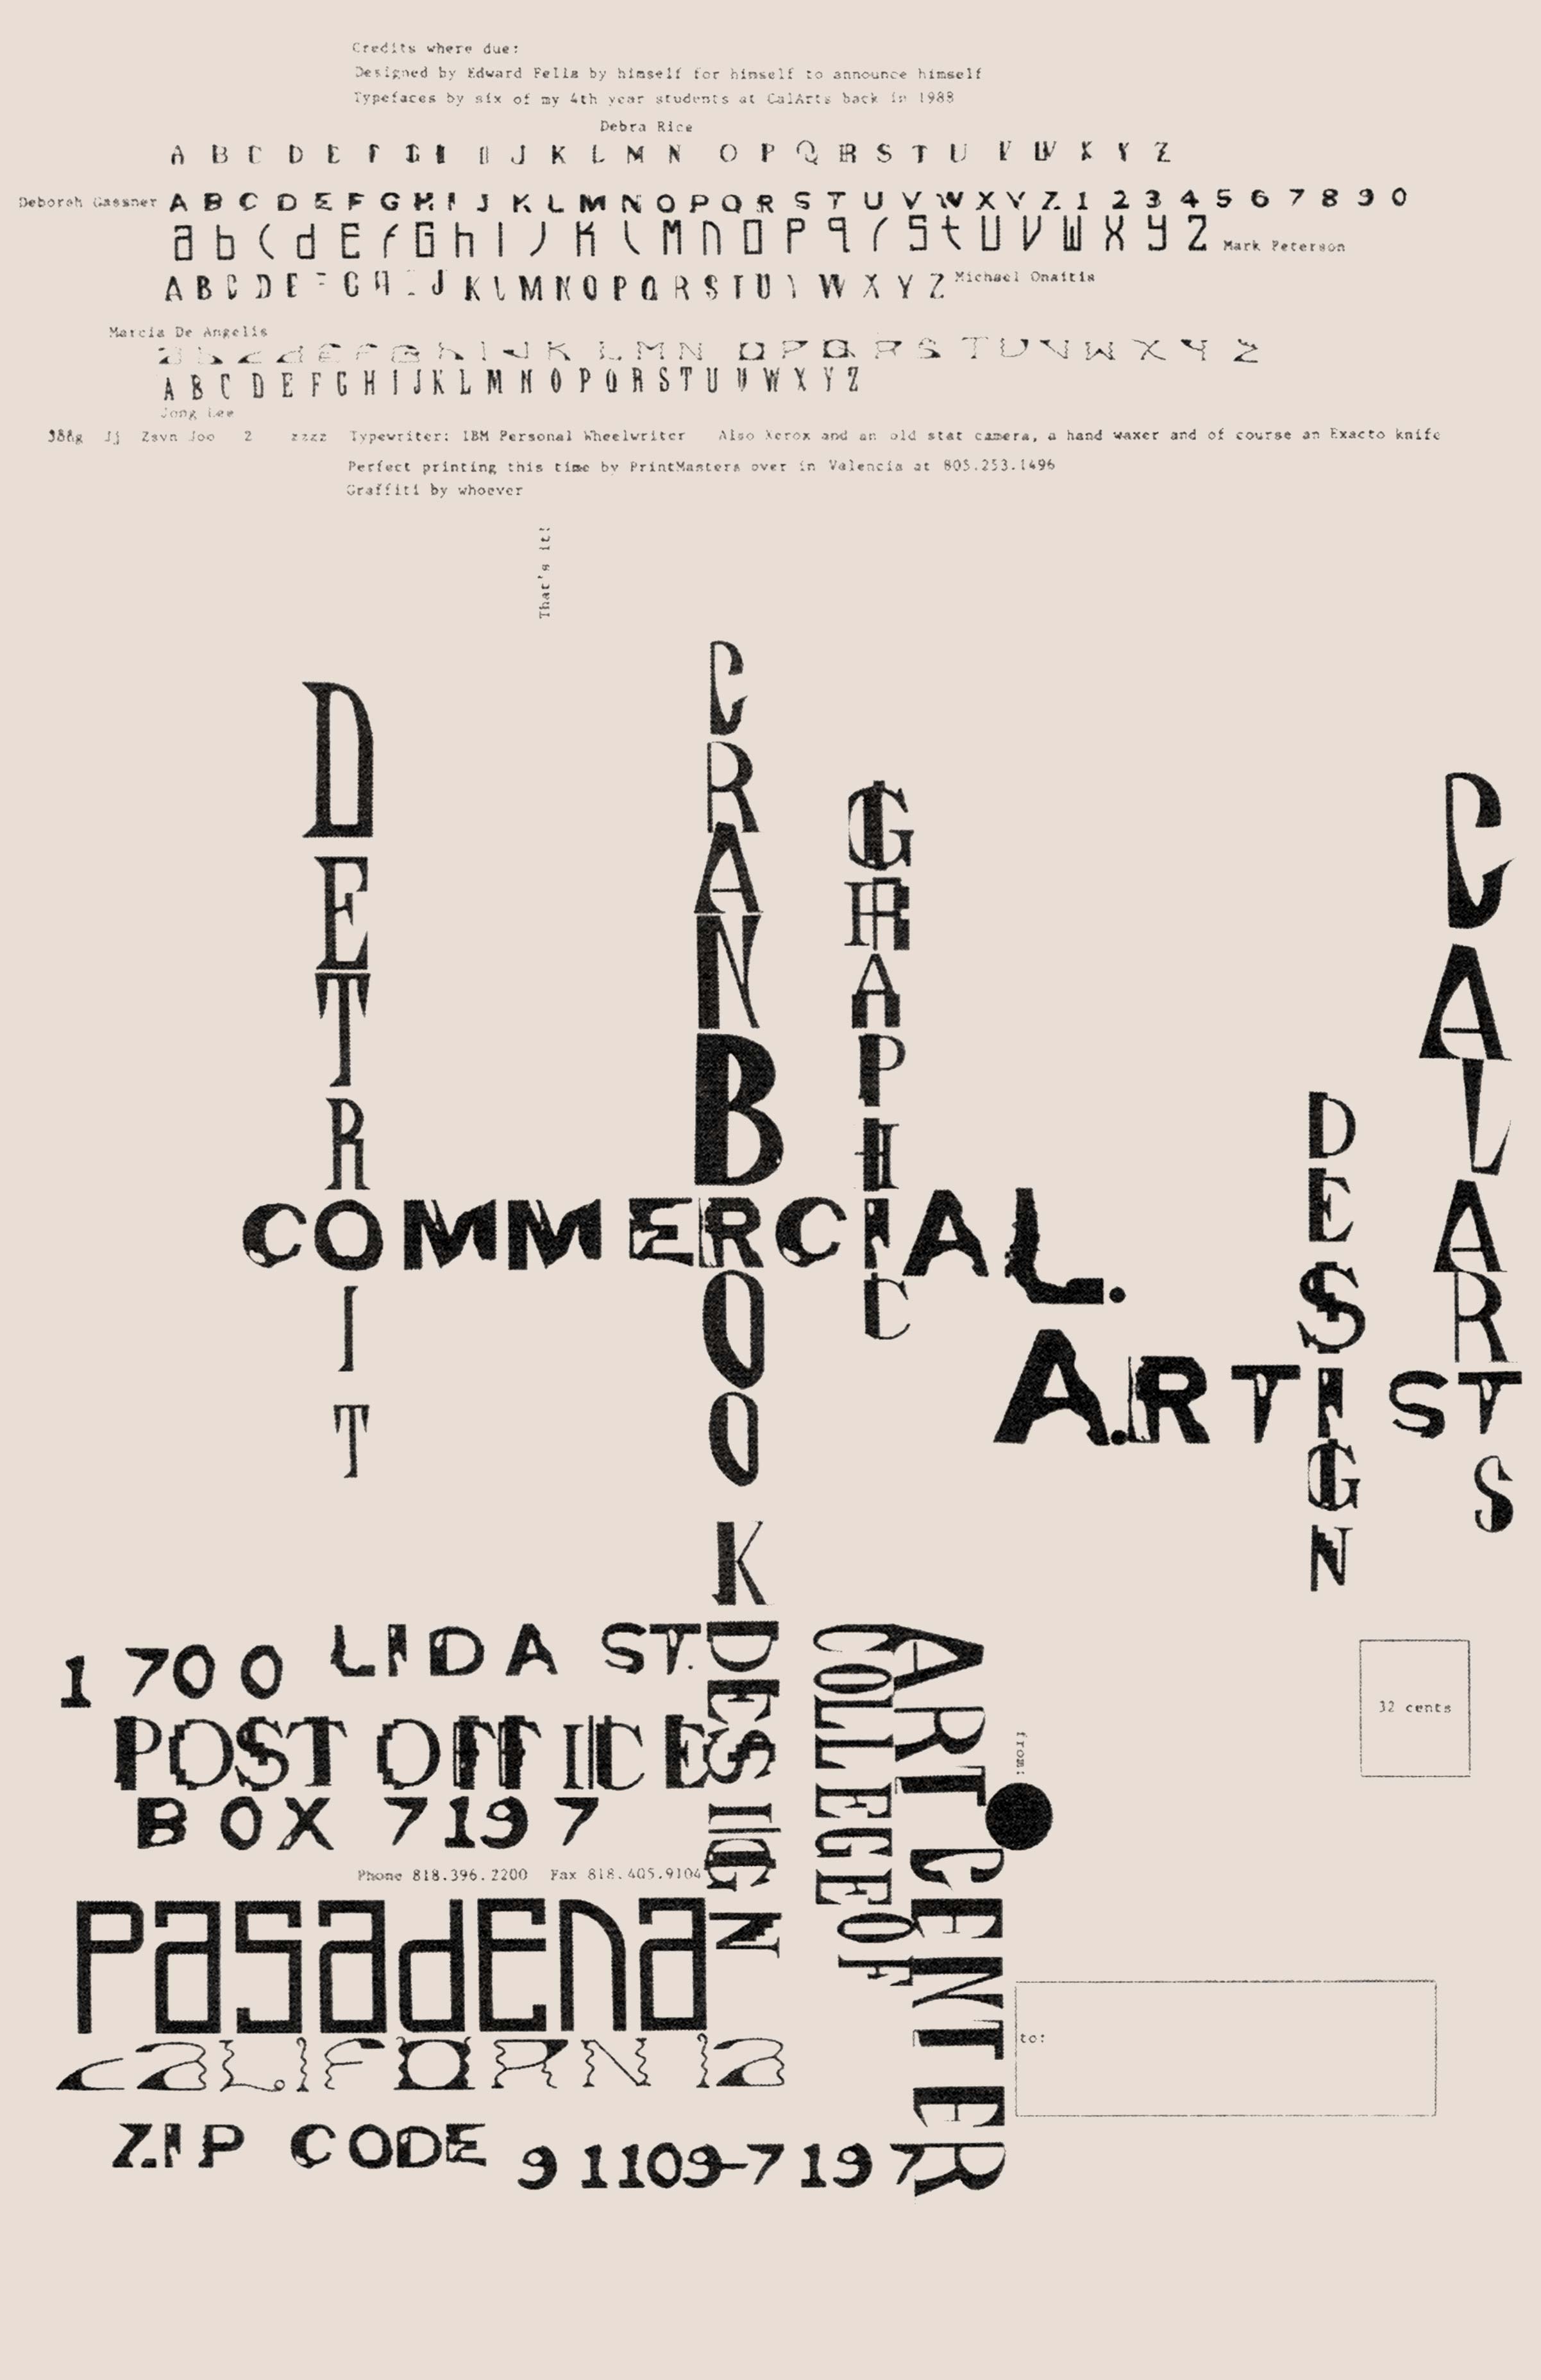 Credits where due:
Designed by Edward Fella by himself for himself to announce himself
Typefaces by six of my 4th year students at CalArts back in 1988
Debra Rice
A B C D E F G H I J K L M N O P Q R S T U V W X Y Z
Deborah Gassner
A B C D E F G H I J K L M N O P Q R S T U V W X Y Z 1 2 3 4 5 6 7 8 9 0
a b c d E f G h I J K L M n O P q r S t U V W X y Z
Mark Peterson
A B C D E F G H I J K L M N O P Q R S T U V W X Y Z
Michael Onaitis
Marcia De Angelis
a b c d e F G h I J K L M N O P Q R S T U V W X Y Z
A B C D E F G H I J K L M N O P Q R S T U V W X Y Z
Jong Lee
Jj 2 zzzz Typewriter: IBM Personal Wheelwriter Also Xerox and an old stat camera, a hand waxer and of course an Exacto knife
Perfect printing this time by PrintMasters over in Valencia at 805.253.1496
Graffiti by whoever
That's it!
DETROIT
CRANBROOK
GRAPHIC
DESIGN
CALARTS
COMMERCIAL.
A.RTISTS
1700 LIDA ST.
POST OFFICE
BOX 7197
Phone 818.396.2200 Fax 818.405.9104
PasadEna
caLIFORNIa
ZIP CODE 91109-7197
DESIGN
COLLEGE OF
ART CENTER
from:
32 cents
to: